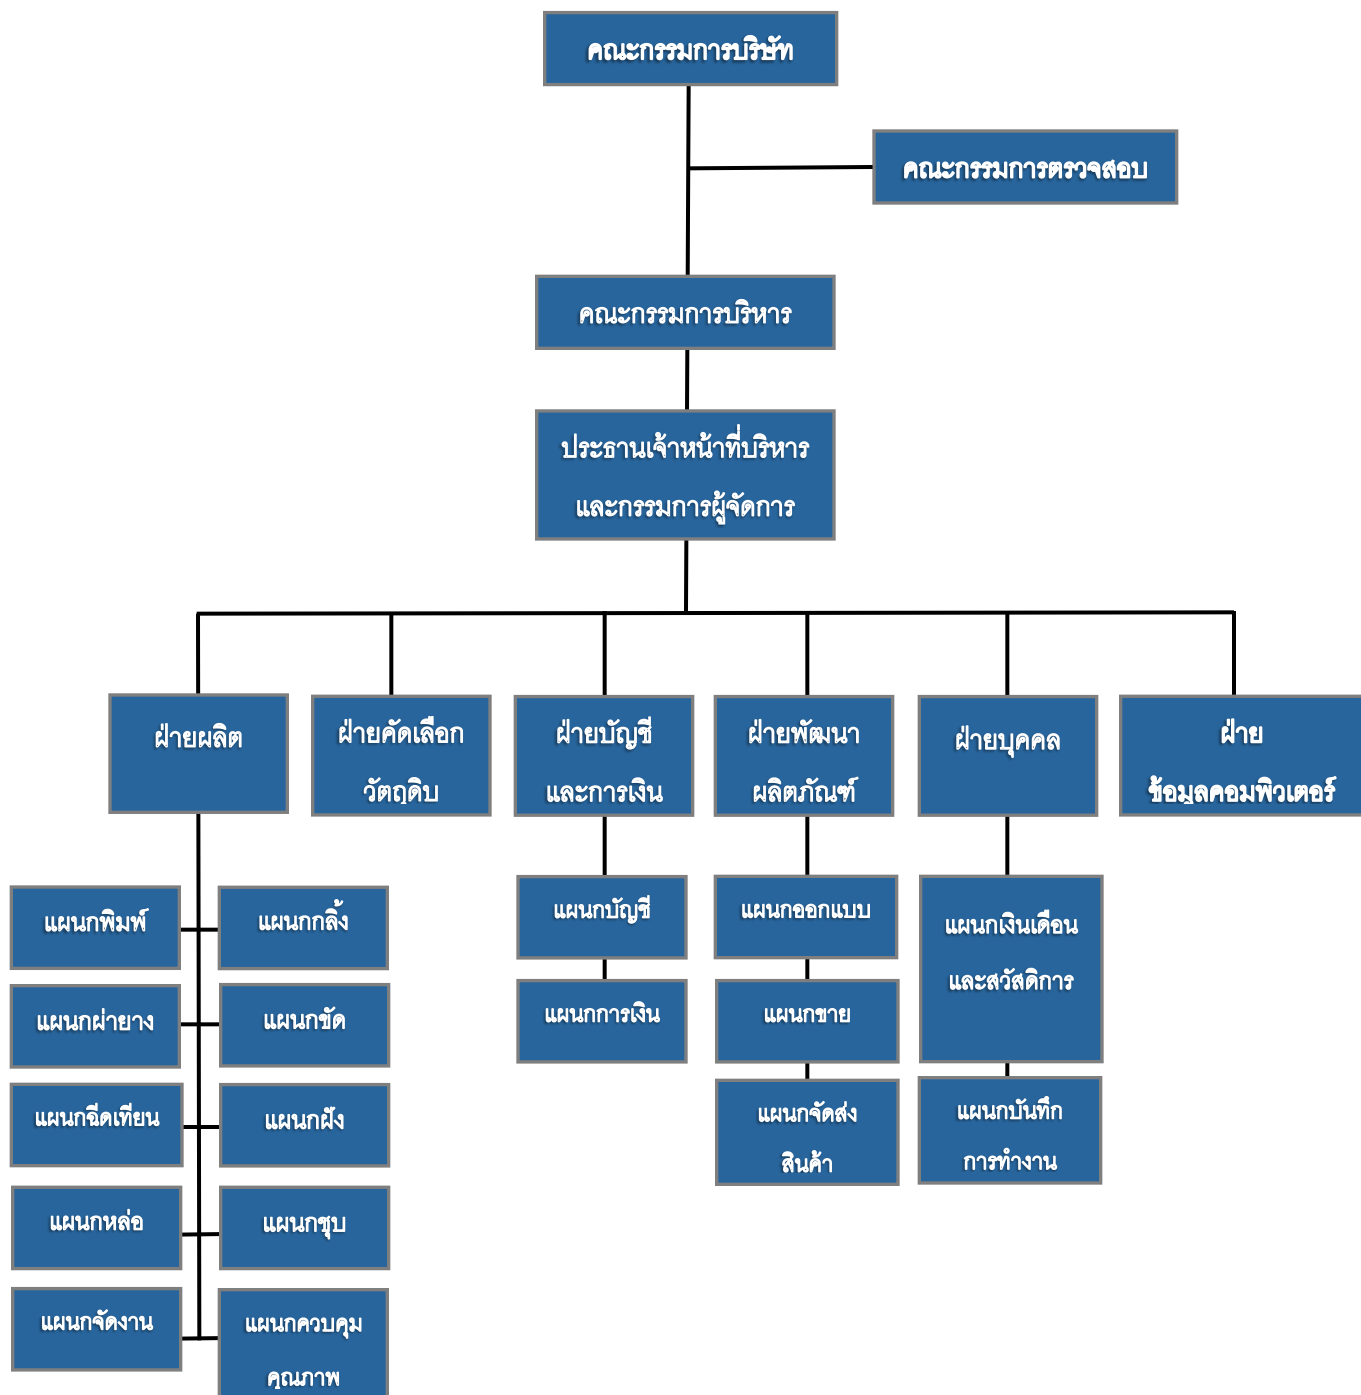 คณะกรรมการบริษัท
คณะกรรมการตรวจสอบ
คณะกรรมการบริหาร
ประธานเจ้าหน้าที่บริหาร
และกรรมการผู้จัดการ
ฝ่ายผลิต
ฝ่ายคัดเลือก
วัตถุดิบ
ฝ่ายบัญชี
และการเงิน
ฝ่ายพัฒนา
ผลิตภัณฑ์
ฝ่ายบุคคล
ฝ่าย
ข้อมูลคอมพิวเตอร์
แผนกพิมพ์
แผนกกลิ้ง
แผนกผ่ายาง
แผนกขัด
แผนกฉีดเทียน
แผนกฝัง
แผนกหล่อ
แผนกชุบ
แผนกจัดงาน
แผนกควบคุม
คุณภาพ
แผนกบัญชี
แผนกการเงิน
แผนกออกแบบ
แผนกขาย
แผนกจัดส่ง
สินค้า
แผนกเงินเดือน
และสวัสดิการ
แผนกบันทึก
การทำงาน